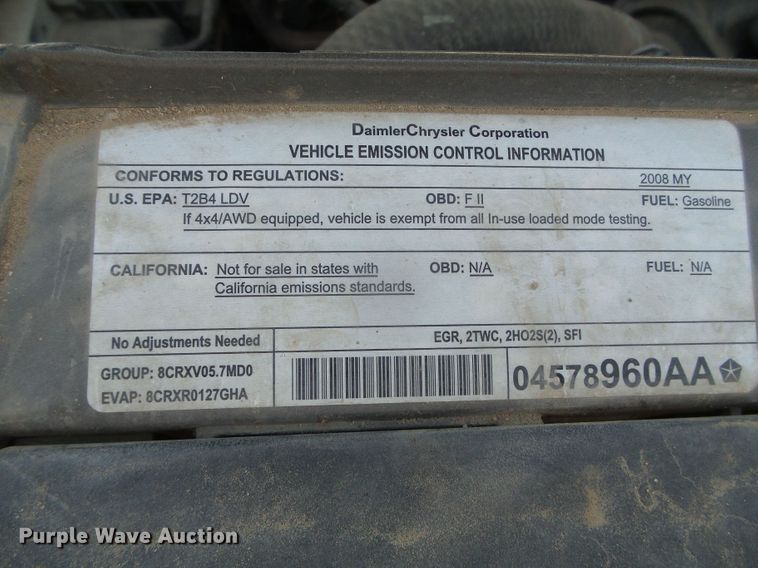 DaimlerChrysler Corporation
VEHICLE EMISSION CONTROL INFORMATION
CONFORMS TO REGULATIONS: 2008 MY
U.S. EPA: T2B4 LDV OBD: F II FUEL: Gasoline
If 4x4/AWD equipped, vehicle is exempt from all In-use loaded mode testing.
CALIFORNIA: Not for sale in states with OBD: N/A FUEL: N/A
California emissions standards.
No Adjustments Needed EGR, 2TWC, 2HO2S(2), SFI
GROUP: 8CRXV05.7MD0 04578960AA
EVAP: 8CRXR0127GHA
Purple Wave Auction